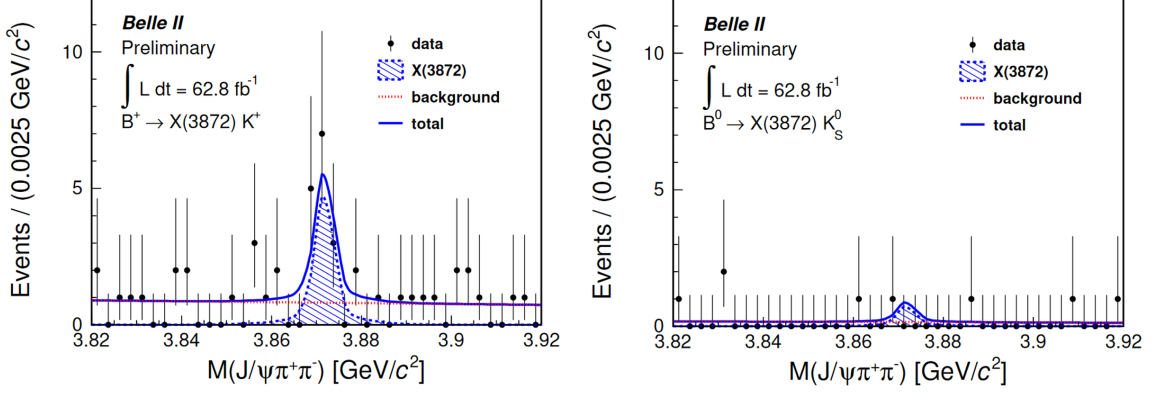 Belle II
Preliminary
∫ L dt = 62.8 fb⁻¹
B⁺ → X(3872) K⁺
data
X(3872)
background
total
Events / (0.0025 GeV/c²)
10
5
0
3.82 3.84 3.86 3.88 3.9 3.92
M(J/ψπ⁺π⁻) [GeV/c²]
Belle II
Preliminary
∫ L dt = 62.8 fb⁻¹
B⁰ → X(3872) K⁰_S
data
X(3872)
background
total
Events / (0.0025 GeV/c²)
10
5
0
3.82 3.84 3.86 3.88 3.9 3.92
M(J/ψπ⁺π⁻) [GeV/c²]